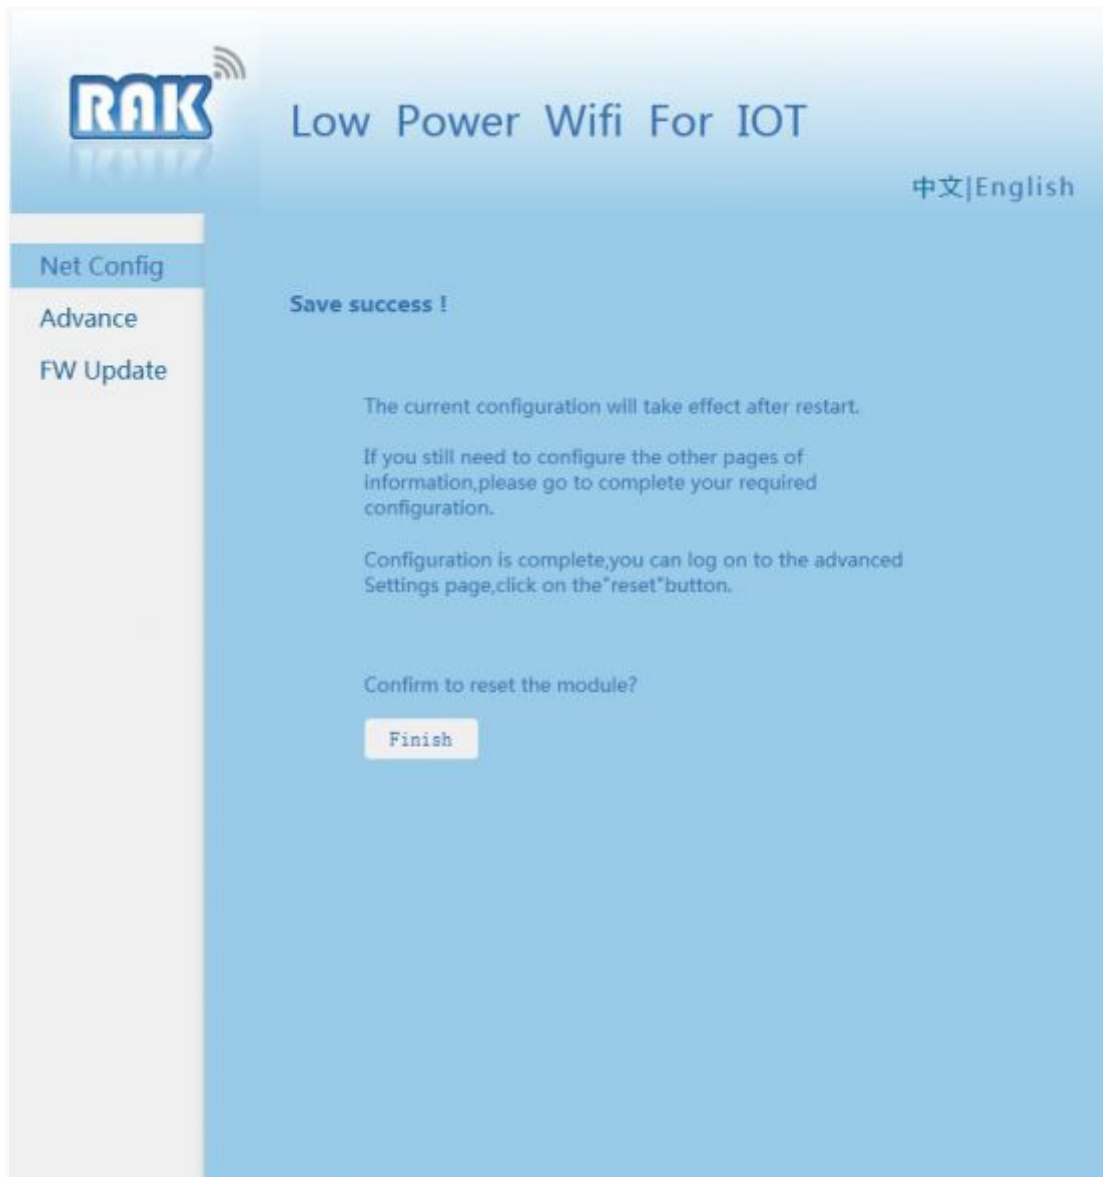 RAK
Low Power Wifi For IOT
中文|English
Net Config
Advance
FW Update
Save success !
The current configuration will take effect after restart.
If you still need to configure the other pages of
information,please go to complete your required
configuration.
Configuration is complete,you can log on to the advanced
Settings page,click on the"reset"button.
Confirm to reset the module?
Finish